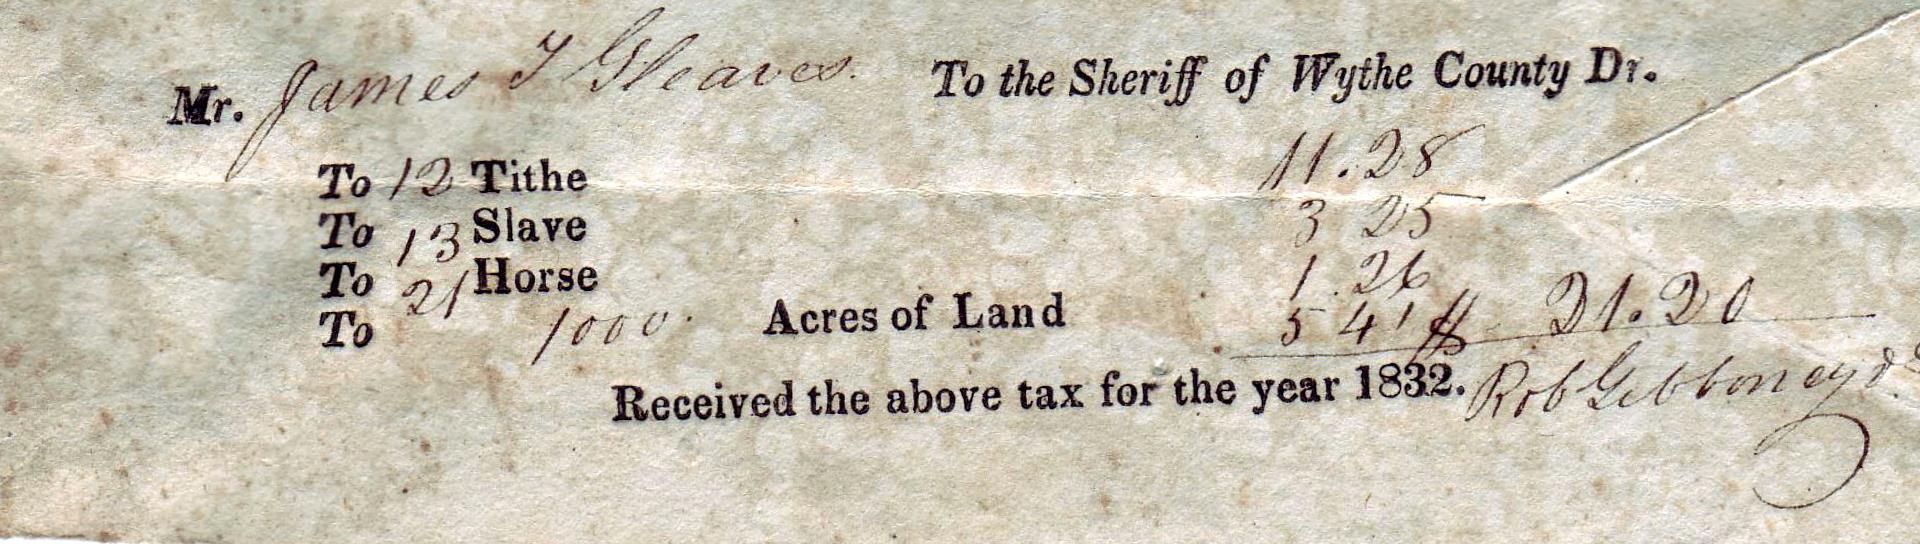 Mr. James T Gleaves. To the Sheriff of Wythe County Dr.
To 12 Tithe 11.28
To 13 Slave 3 25
To 21 Horse 1.26
To 1000 Acres of Land 5 41 $ 21.20
Received the above tax for the year 1832. Rob Gibboney